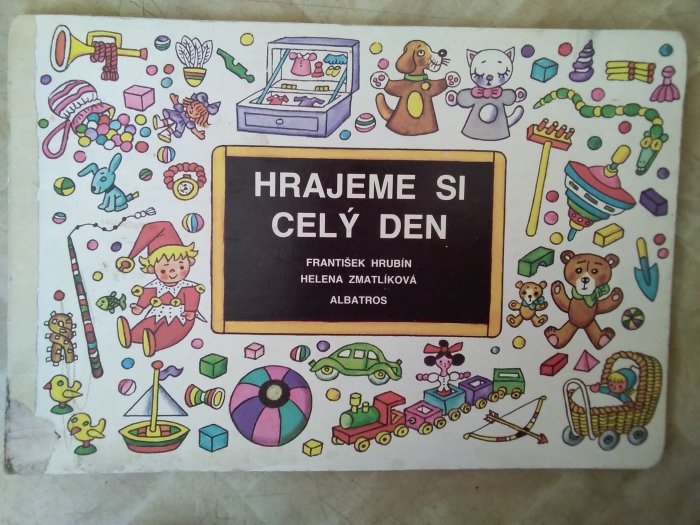 HRAJEME SI
CELÝ DEN
FRANTIŠEK HRUBÍN
HELENA ZMATLÍKOVÁ
ALBATROS